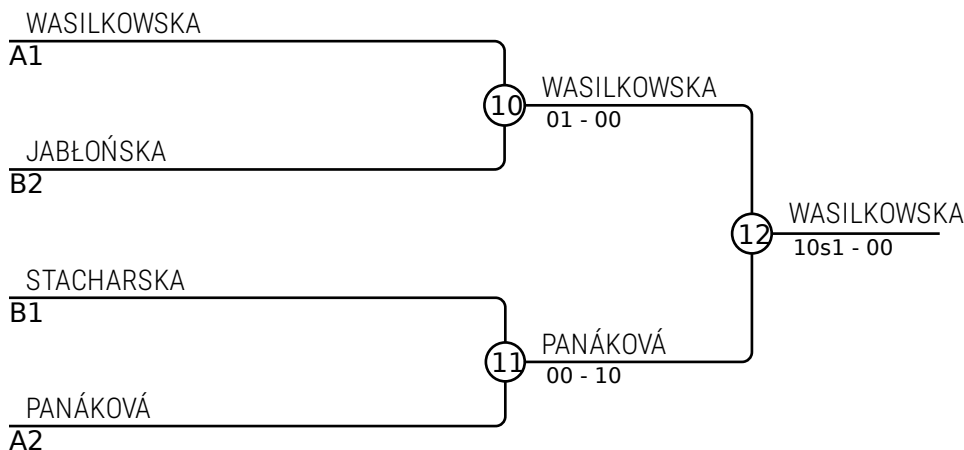 WASILKOWSKA
A1
10
WASILKOWSKA
01 - 00
JABŁOŃSKA
B2
12
WASILKOWSKA
10s1 - 00
STACHARSKA
B1
11
PANÁKOVÁ
00 - 10
PANÁKOVÁ
A2